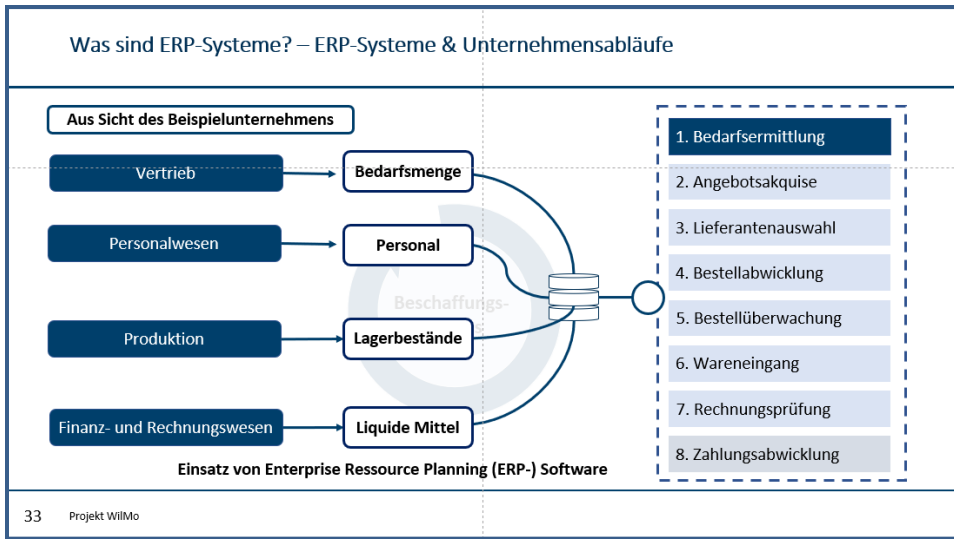 Was sind ERP-Systeme? – ERP-Systeme & Unternehmensabläufe
Aus Sicht des Beispielunternehmens
Vertrieb
Bedarfsmenge
Personalwesen
Personal
Beschaffungs-
Produktion
Lagerbestände
Finanz- und Rechnungswesen
Liquide Mittel
Einsatz von Enterprise Ressource Planning (ERP-) Software
1. Bedarfsermittlung
2. Angebotsakquise
3. Lieferantenauswahl
4. Bestellabwicklung
5. Bestellüberwachung
6. Wareneingang
7. Rechnungsprüfung
8. Zahlungsabwicklung
33
Projekt WilMo